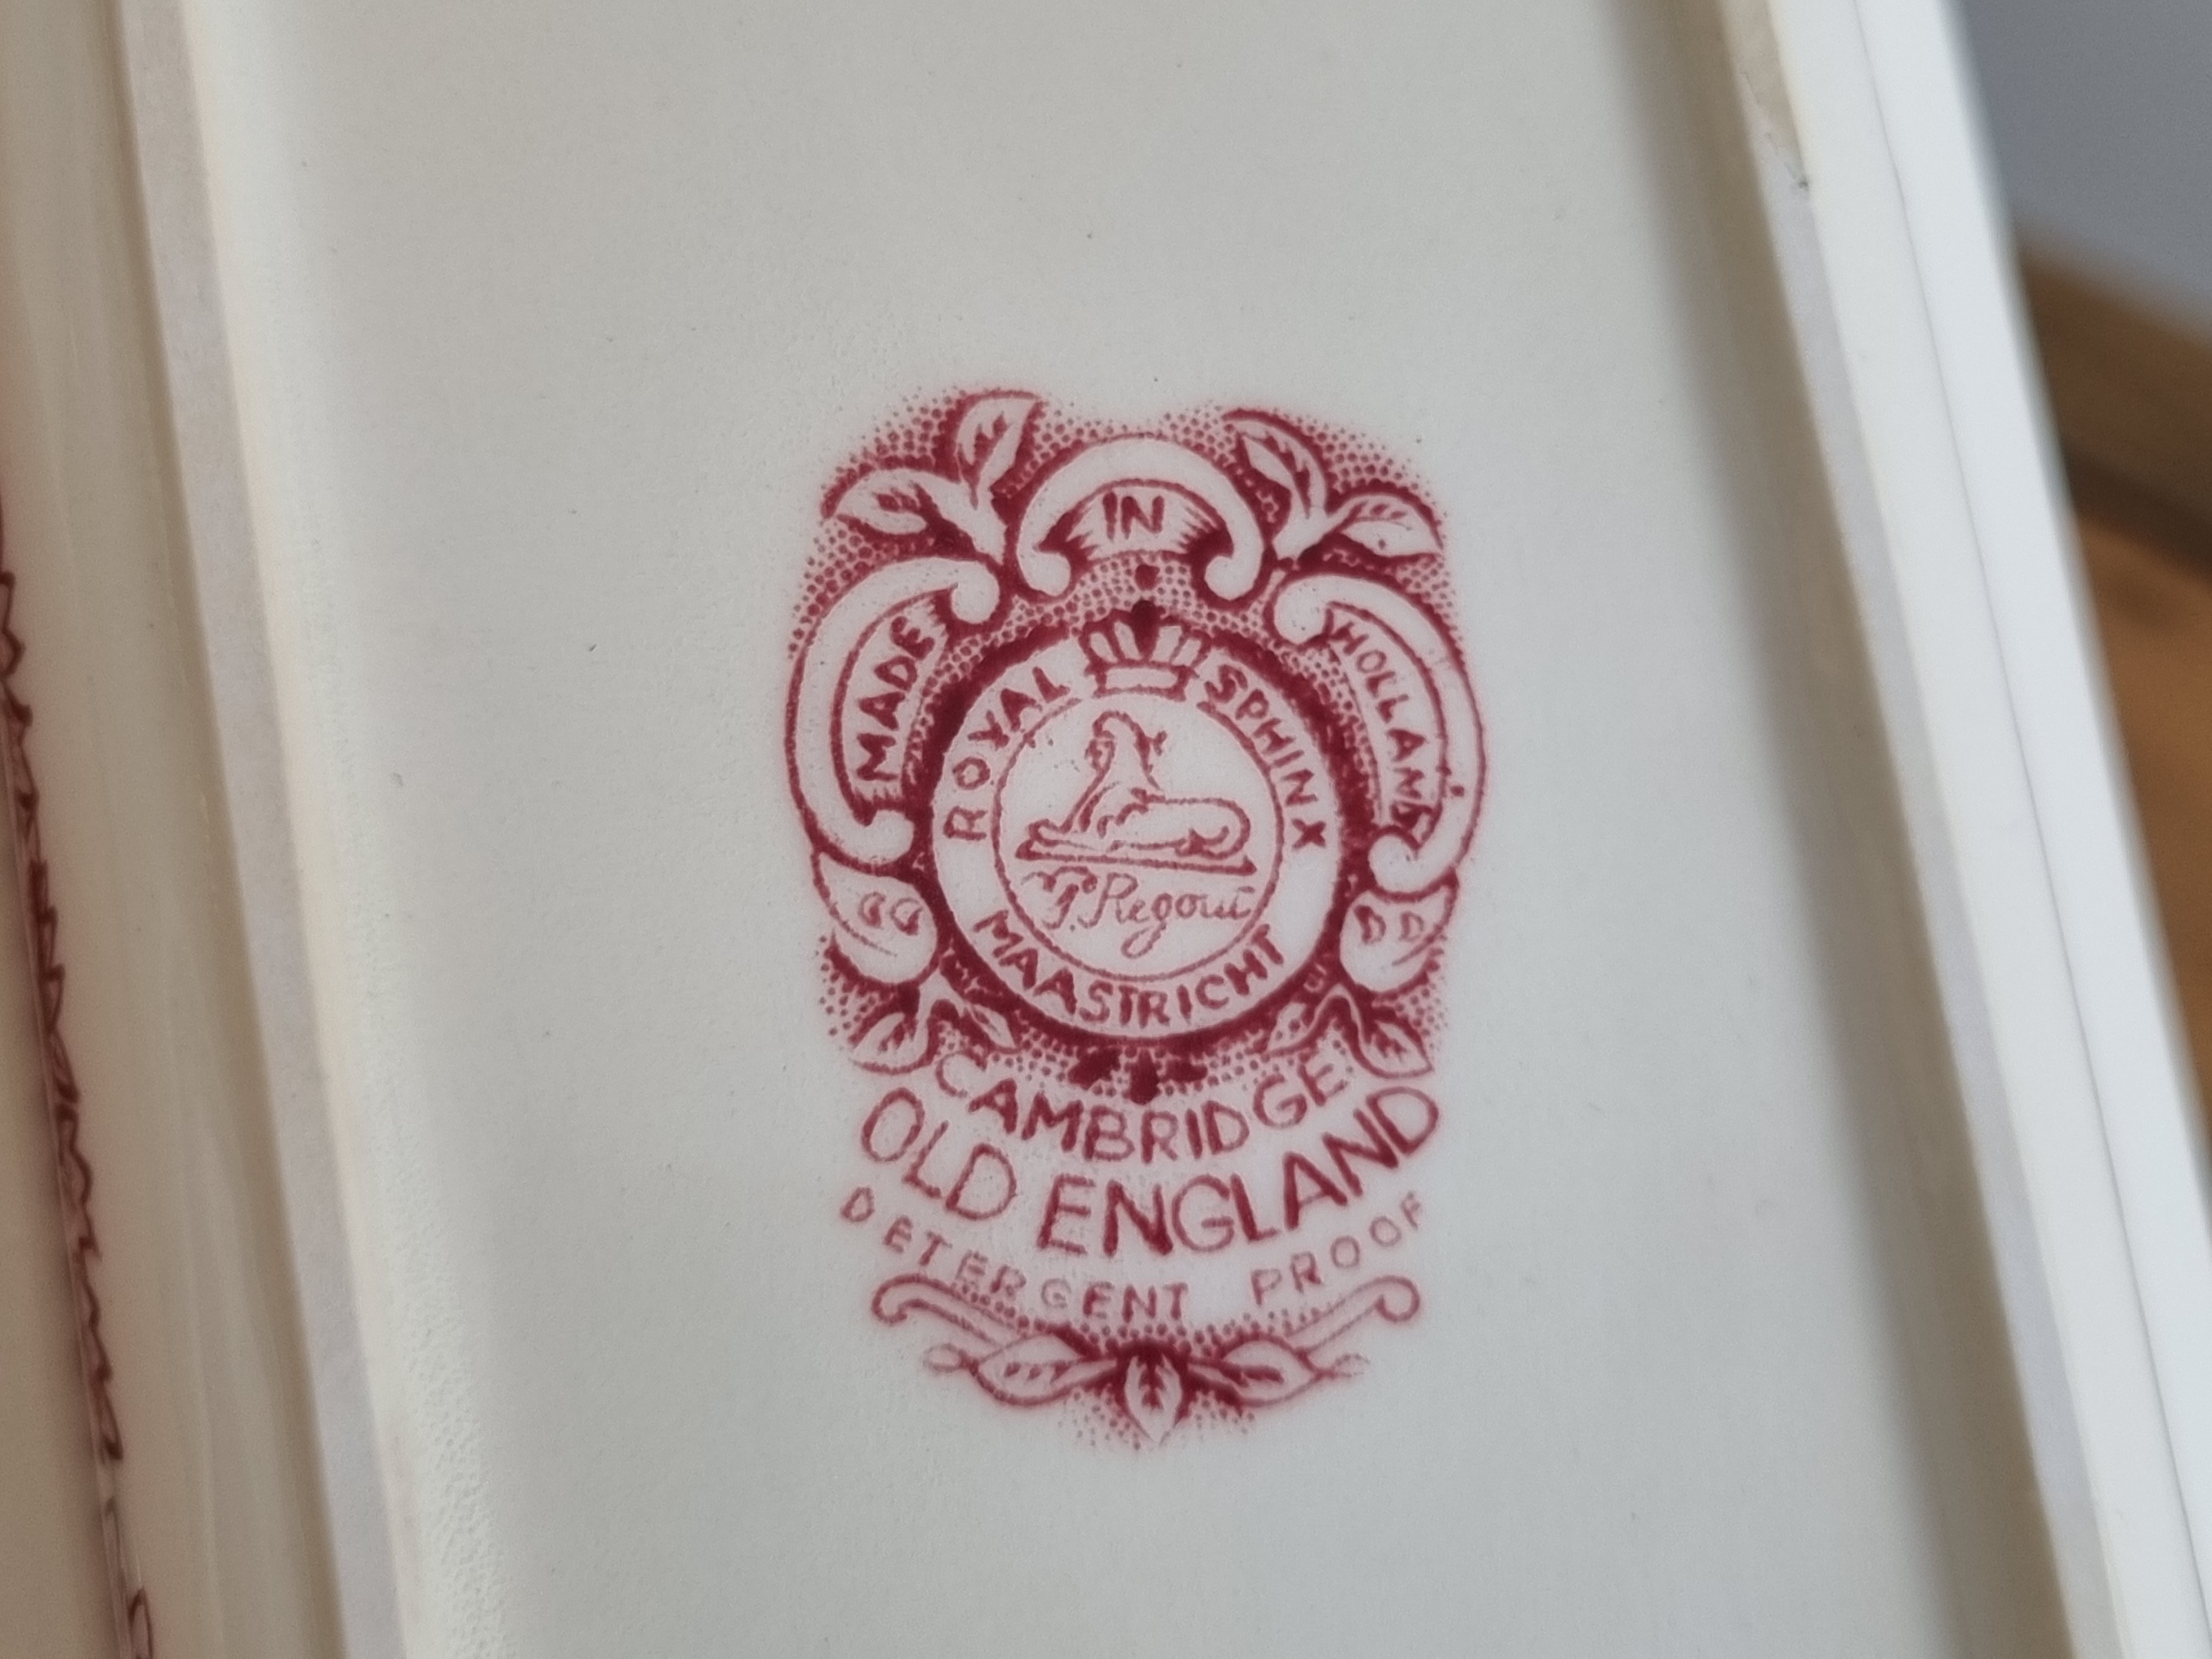 MADE IN HOLLAND
ROYAL SPHINX
P. Regout
MAASTRICHT
CAMBRIDGE
OLD ENGLAND
DETERGENT PROOF